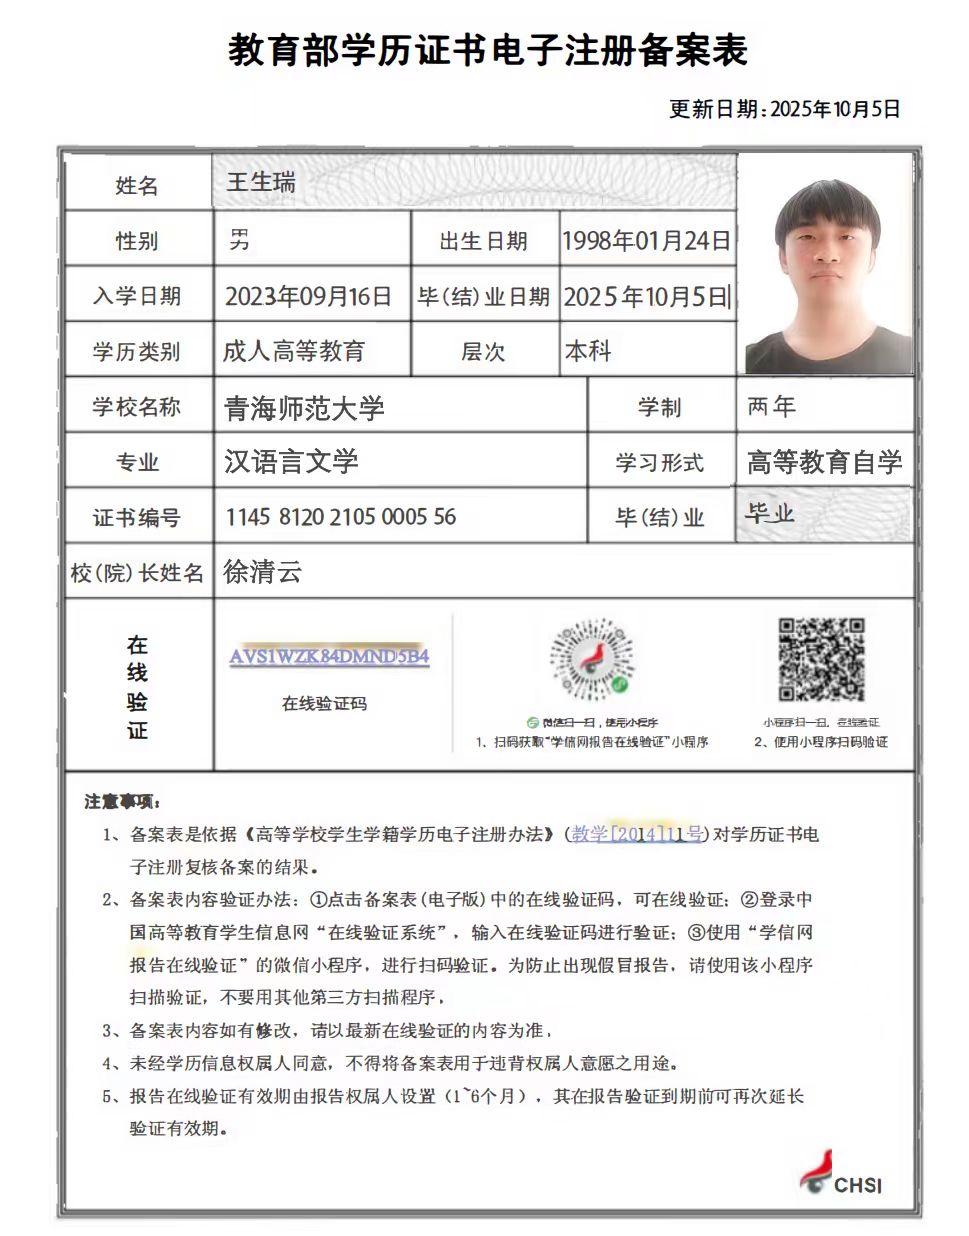 教育部学历证书电子注册备案表
更新日期:2025年10月5日
姓名 王生瑞
性别 男 出生日期 1998年01月24日
入学日期 2023年09月16日 毕(结)业日期 2025年10月5日
学历类别 成人高等教育 层次 本科
学校名称 青海师范大学 学制 两年
专业 汉语言文学 学习形式 高等教育自学
证书编号 1145 8120 2105 0005 56 毕(结)业 毕业
校(院)长姓名 徐清云
在线验证
AVS1WZK84DMND5B4
在线验证码
微信扫一扫，使用小程序
1、扫码获取“学信网报告在线验证”小程序
小程序扫一扫，在线验证
2、使用小程序扫码验证
注意事项:
1、备案表是依据《高等学校学生学籍学历电子注册办法》(教学[2014]11号)对学历证书电
子注册复核备案的结果。
2、备案表内容验证办法：①点击备案表(电子版)中的在线验证码，可在线验证；②登录中
国高等教育学生信息网“在线验证系统”，输入在线验证码进行验证；③使用“学信网
报告在线验证”的微信小程序，进行扫码验证。为防止出现假冒报告，请使用该小程序
扫描验证，不要用其他第三方扫描程序.
3、备案表内容如有修改，请以最新在线验证的内容为准.
4、未经学历信息权属人同意，不得将备案表用于违背权属人意愿之用途。
5、报告在线验证有效期由报告权属人设置（1~6个月），其在报告验证到期前可再次延长
验证有效期。
CHSI